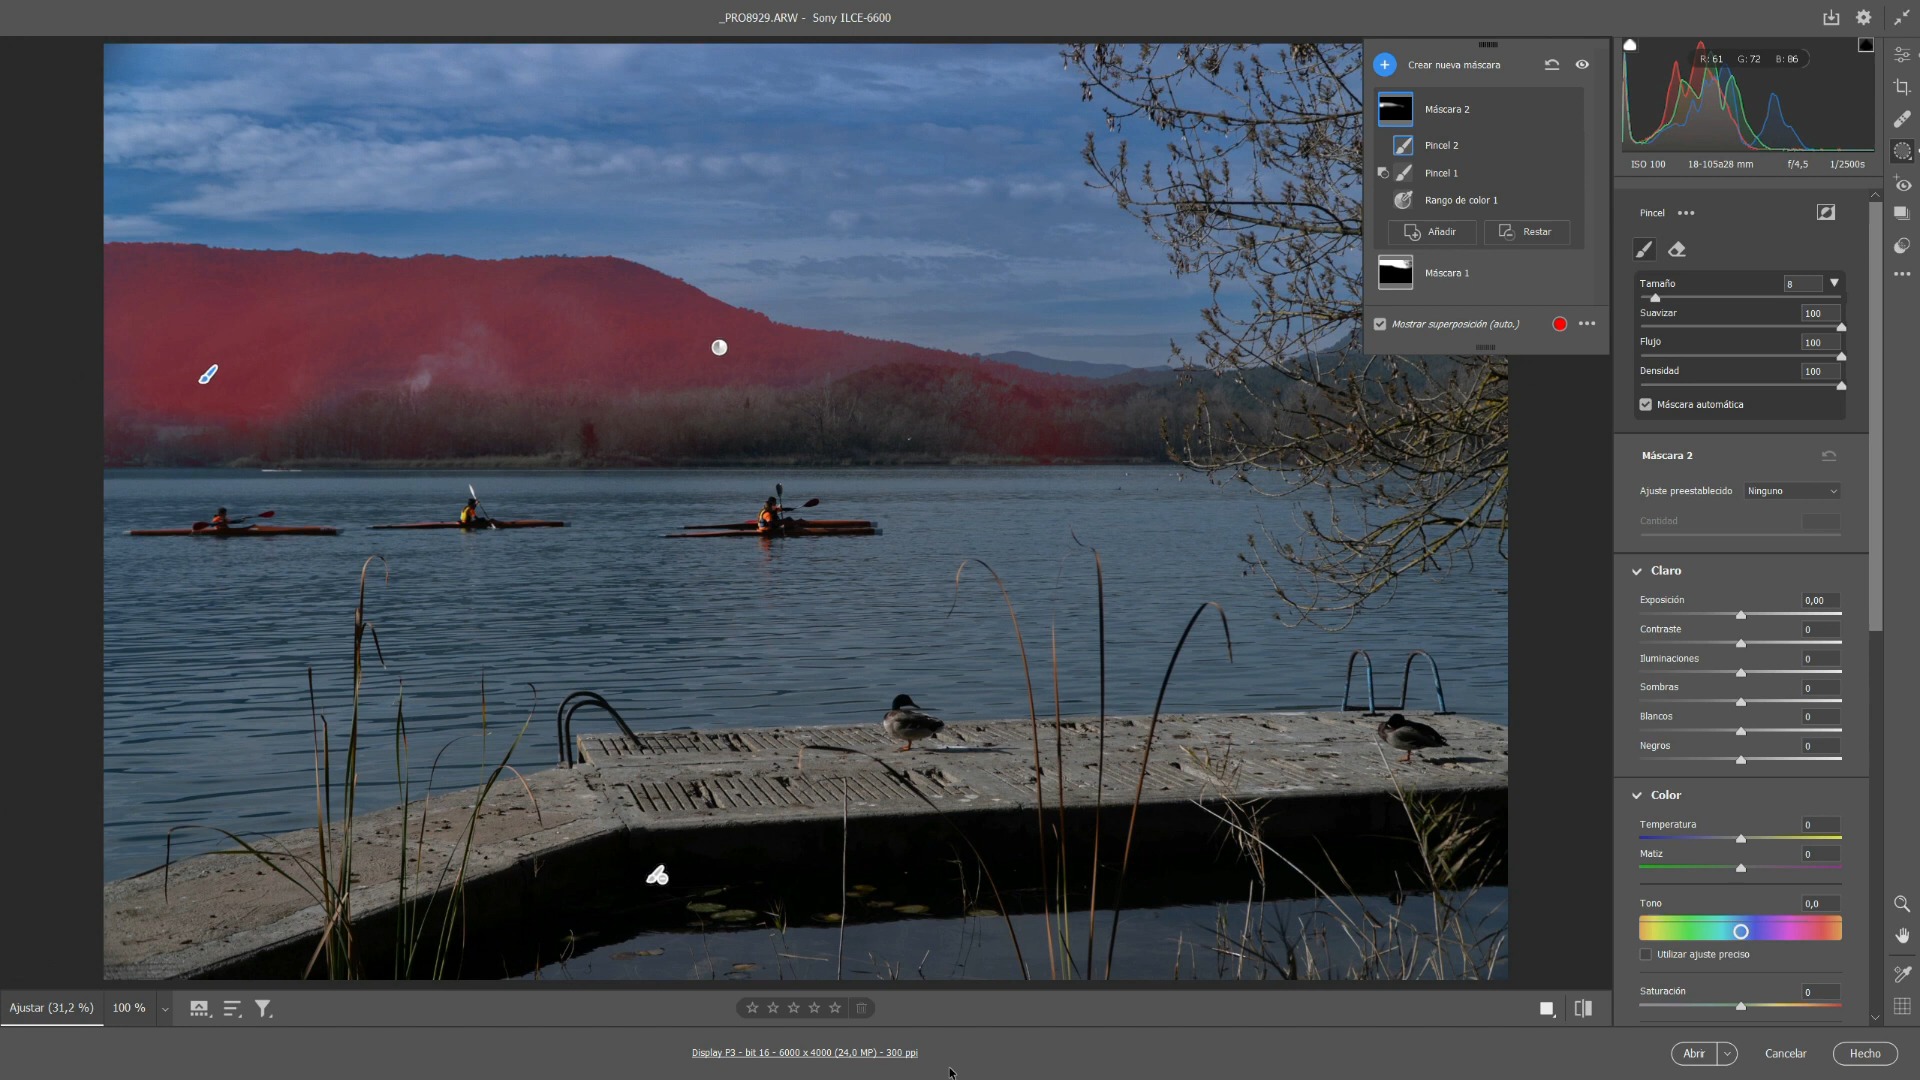 _PRO8929.ARW - Sony ILCE-6600
Crear nueva máscara
Máscara 2
Pincel 2
Pincel 1
Rango de color 1
Añadir
Restar
Máscara 1
Mostrar superposición (auto.)
R: 61 G: 72 B: 86
ISO 100 18-105a28 mm f/4,5 1/2500s
Pincel
Tamaño 8
Suavizar 100
Flujo 100
Densidad 100
Máscara automática
Máscara 2
Ajuste preestablecido Ninguno
Cantidad
Claro
Exposición 0,00
Contraste 0
Iluminaciones 0
Sombras 0
Blancos 0
Negros 0
Color
Temperatura 0
Matiz 0
Tono 0,0
Utilizar ajuste preciso
Saturación 0
Ajustar (31,2 %) 100 %
Display P3 - bit 16 - 6000 x 4000 (24,0 MP) - 300 ppi
Abrir
Cancelar
Hecho